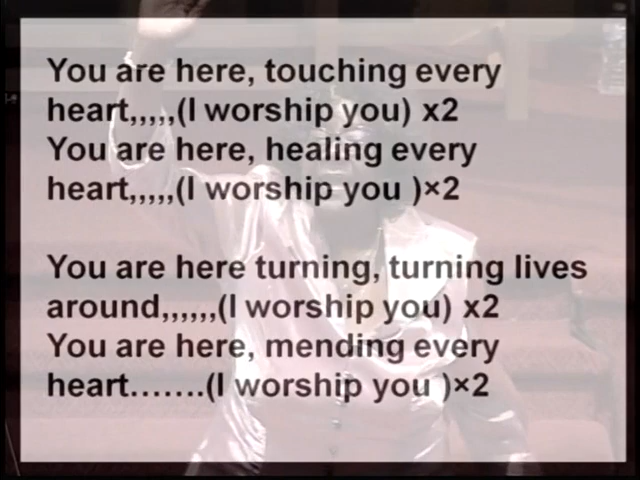 You are here, touching every
heart,,,,,(I worship you) x2
You are here, healing every
heart,,,,,(I worship you )×2
You are here turning, turning lives
around,,,,,,(I worship you) x2
You are here, mending every
heart…….(I worship you )×2